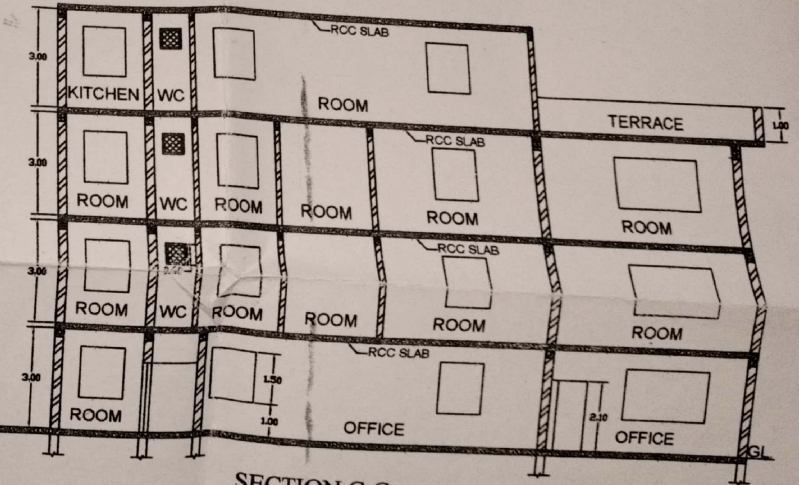 RCC SLAB
3.00
KITCHEN WC ROOM
TERRACE
1.00
RCC SLAB
3.00
ROOM WC ROOM ROOM ROOM ROOM
RCC SLAB
3.00
ROOM WC ROOM ROOM ROOM ROOM
RCC SLAB
3.00
1.50
ROOM
1.00
OFFICE
2.10
OFFICE
GL